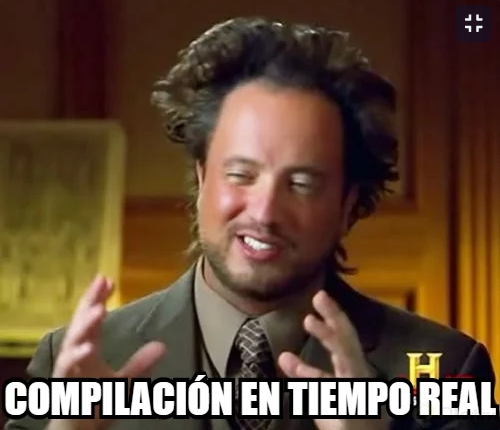 H
COMPILACIÓN EN TIEMPO REAL